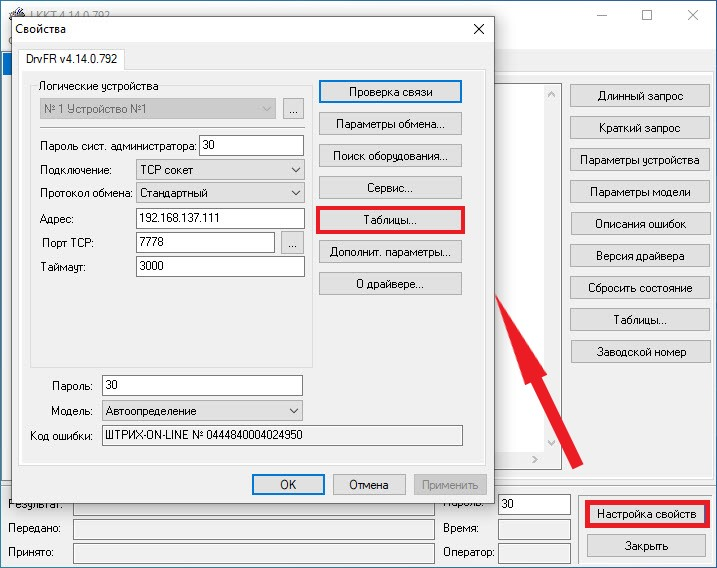 ККТ 4.14.0.792
Свойства
DrvFR v4.14.0.792
Логические устройства
№ 1 Устройство №1
...
Пароль сист. администратора: 30
Подключение: TCP сокет
Протокол обмена: Стандартный
Адрес: 192.168.137.111
Порт TCP: 7778
...
Таймаут: 3000
Проверка связи
Параметры обмена...
Поиск оборудования...
Сервис...
Таблицы...
Дополнит. параметры...
О драйвере...
Пароль: 30
Модель: Автоопределение
Код ошибки: ШТРИХ-ON-LINE № 0444840004024950
OK
Отмена
Применить
Длинный запрос
Краткий запрос
Параметры устройства
Параметры модели
Описания ошибок
Версия драйвера
Сбросить состояние
Таблицы...
Заводской номер
Результат:
Пароль: 30
Настройка свойств
Передано:
Время:
Принято:
Оператор:
Закрыть